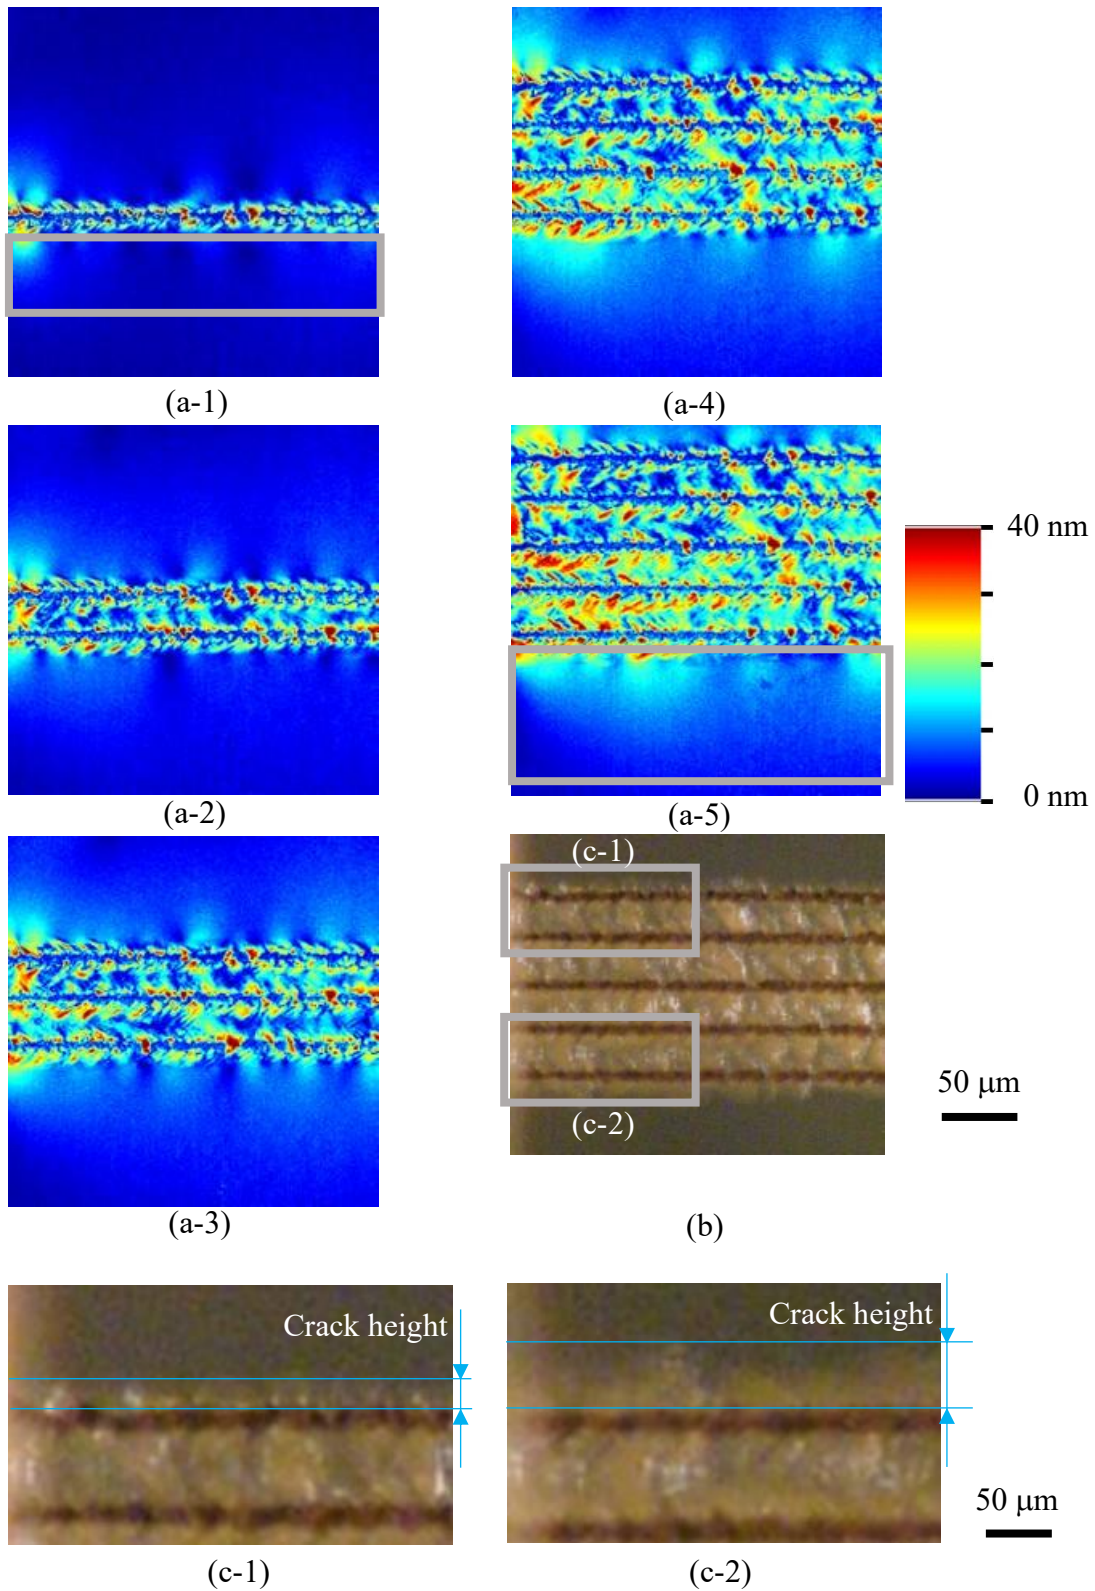 (a-1)
(a-4)
40 nm
0 nm
(a-2)
(a-5)
(c-1)
50 μm
(c-2)
(a-3)
(b)
Crack height
Crack height
50 μm
(c-1)
(c-2)